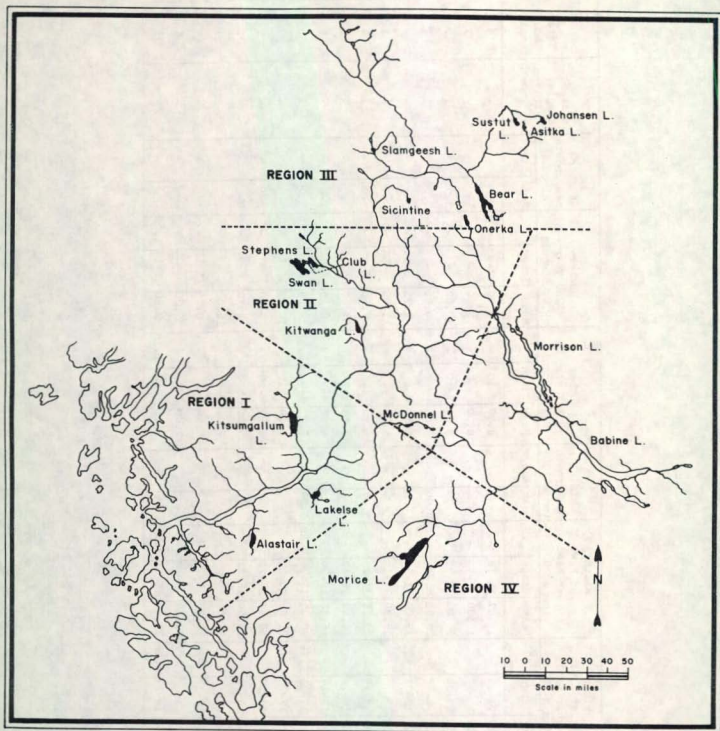 Johansen L.
Sustut
L.
Asitka L.
Slamgeesh L.
REGION III
Bear L.
Sicintine
L.
Onerka L.
Stephens L.
Club
L.
Swan L.
REGION II
Kitwanga L.
Morrison L.
REGION I
Kitsumgallum
L.
McDonnel L.
Babine L.
Lakelse
L.
Alastair L.
Morice L.
REGION IV
N
10 0 10 20 30 40 50
Scale in miles